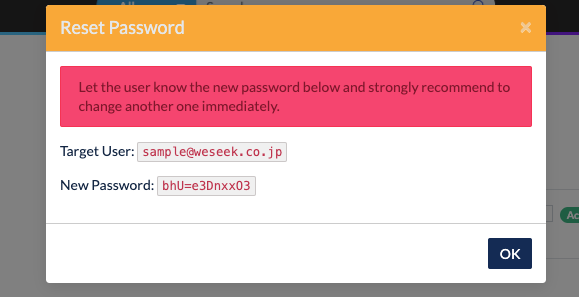 Reset Password ×
Let the user know the new password below and strongly recommend to
change another one immediately.
Target User: sample@weseek.co.jp
New Password: bhU=e3DnxxO3
OK